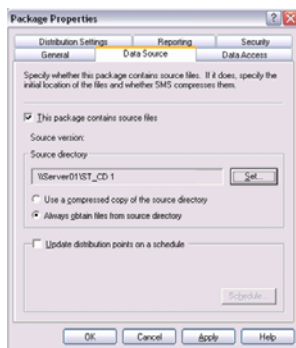 Package Properties
Distribution Settings Reporting Security
General Data Source Data Access
Specify whether this package contains source files. If it does, specify the
initial location of the files and whether SMS compresses them.
This package contains source files
Source version:
Source directory
\\Server01\ST_CD 1
Set...
Use a compressed copy of the source directory
Always obtain files from source directory
Update distribution points on a schedule
Schedule...
OK Cancel Apply Help